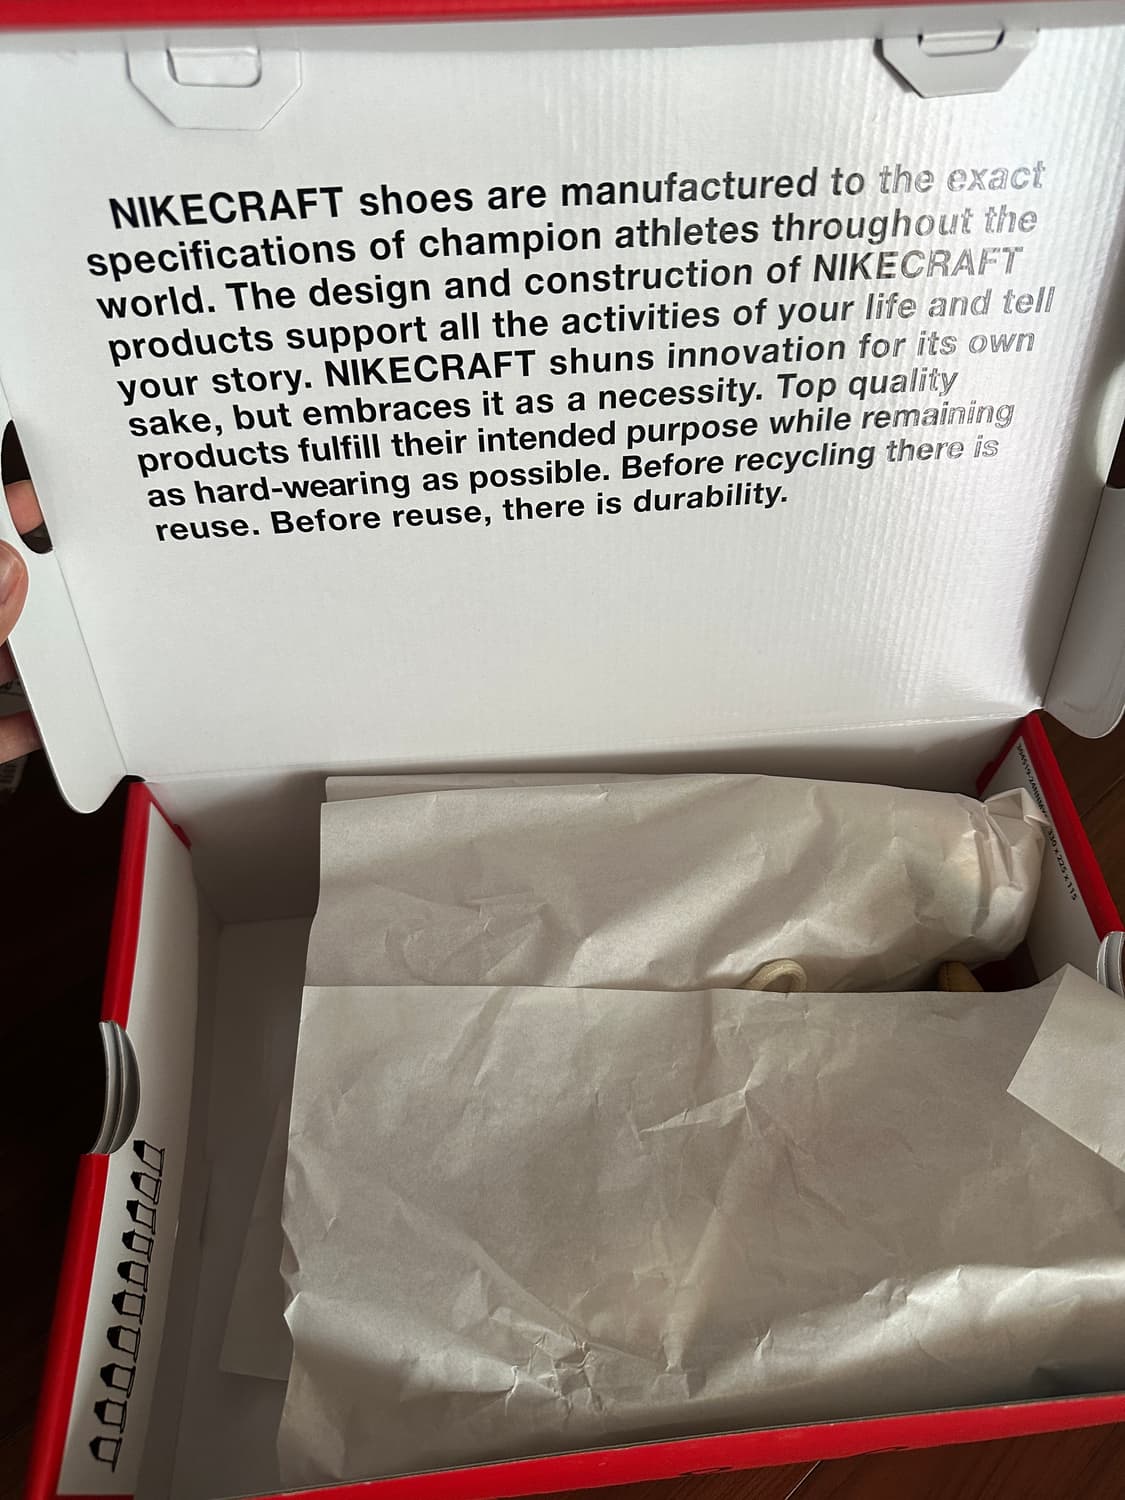 NIKECRAFT shoes are manufactured to the exact
specifications of champion athletes throughout the
world. The design and construction of NIKECRAFT
products support all the activities of your life and tell
your story. NIKECRAFT shuns innovation for its own
sake, but embraces it as a necessity. Top quality
products fulfill their intended purpose while remaining
as hard-wearing as possible. Before recycling there is
reuse. Before reuse, there is durability.
330 x 225 x 115